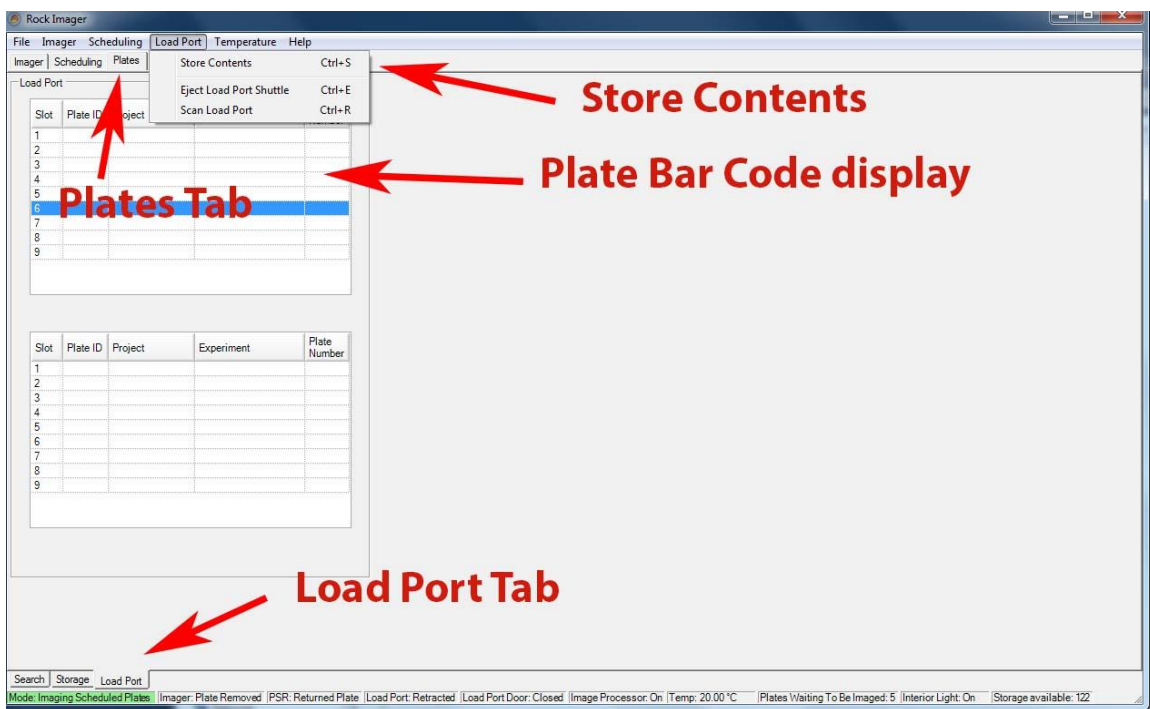 Rock Imager
File Imager Scheduling Load Port Temperature Help
Imager Scheduling Plates
Store Contents Ctrl+S
Eject Load Port Shuttle Ctrl+E
Scan Load Port Ctrl+R
Load Port
Slot Plate ID
1
2
3
4
5
6
7
8
9
Store Contents
Plate Bar Code display
Plates Tab
Slot Plate ID Project Experiment Plate Number
1
2
3
4
5
6
7
8
9
Load Port Tab
Search Storage Load Port
Mode: Imaging Scheduled Plates Imager: Plate Removed PSR: Returned Plate Load Port: Retracted Load Port Door: Closed Image Processor: On Temp: 20.00 °C Plates Waiting To Be Imaged: 5 Interior Light: On Storage available: 122